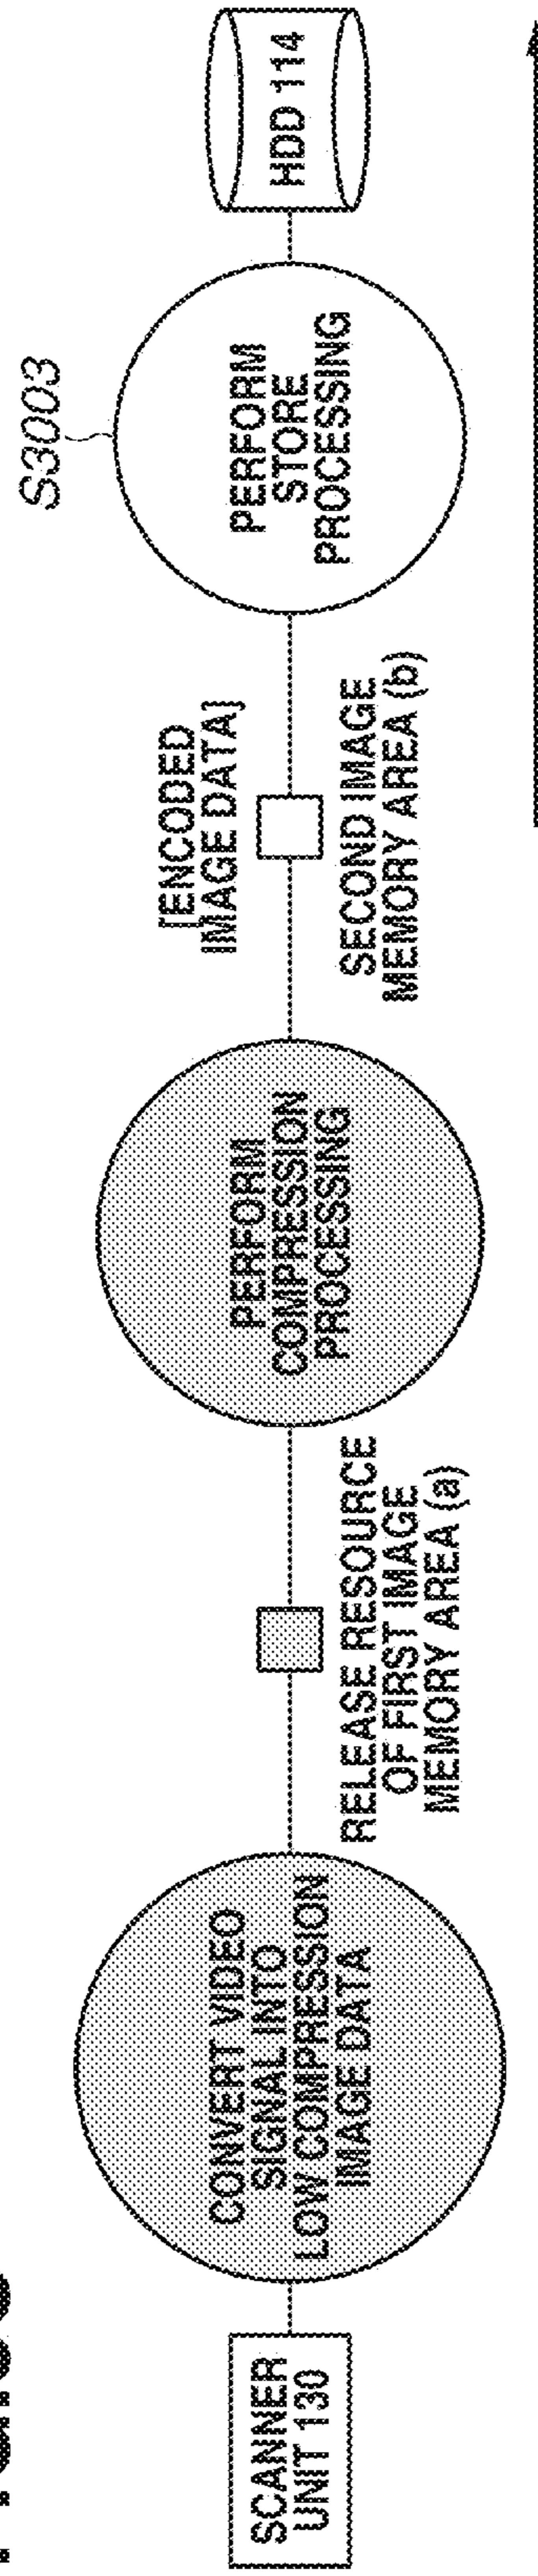 SCANNER
UNIT 130
CONVERT VIDEO
SIGNAL INTO
LOW COMPRESSION
IMAGE DATA
RELEASE RESOURCE
OF FIRST IMAGE
MEMORY AREA (a)
PERFORM
COMPRESSION
PROCESSING
[ENCODED
IMAGE DATA]
SECOND IMAGE
MEMORY AREA (b)
S3003
PERFORM
STORE
PROCESSING
HDD 114